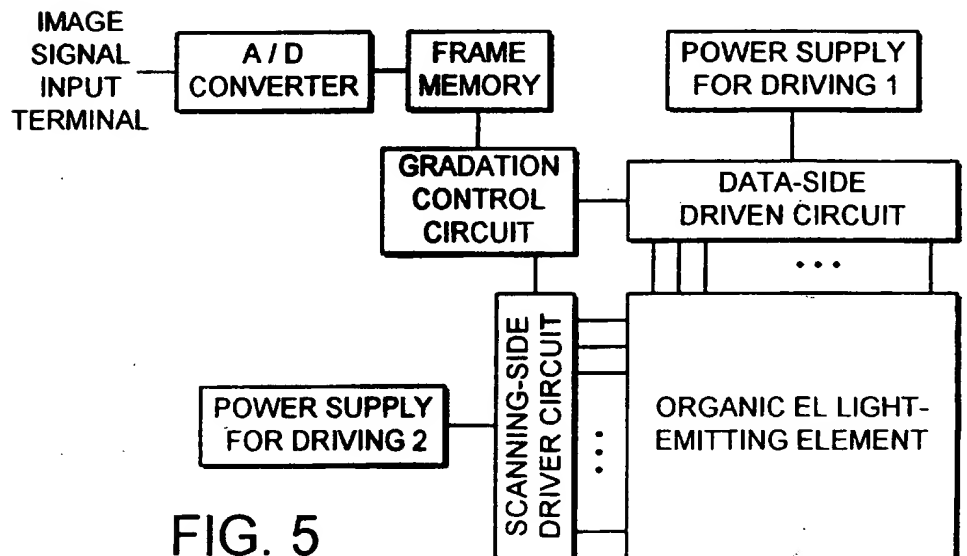 IMAGE
SIGNAL
INPUT
TERMINAL
A / D
CONVERTER
FRAME
MEMORY
POWER SUPPLY
FOR DRIVING 1
GRADATION
CONTROL
CIRCUIT
DATA-SIDE
DRIVEN CIRCUIT
SCANNING-SIDE
DRIVER CIRCUIT
POWER SUPPLY
FOR DRIVING 2
ORGANIC EL LIGHT-
EMITTING ELEMENT
FIG. 5